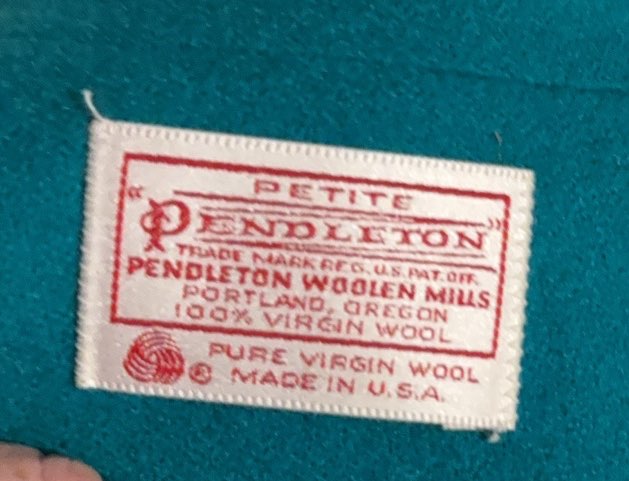 PETITE
"PENDLETON"
TRADE MARK REG. U.S. PAT. OFF.
PENDLETON WOOLEN MILLS
PORTLAND, OREGON
100% VIRGIN WOOL
PURE VIRGIN WOOL
© MADE IN U.S.A.